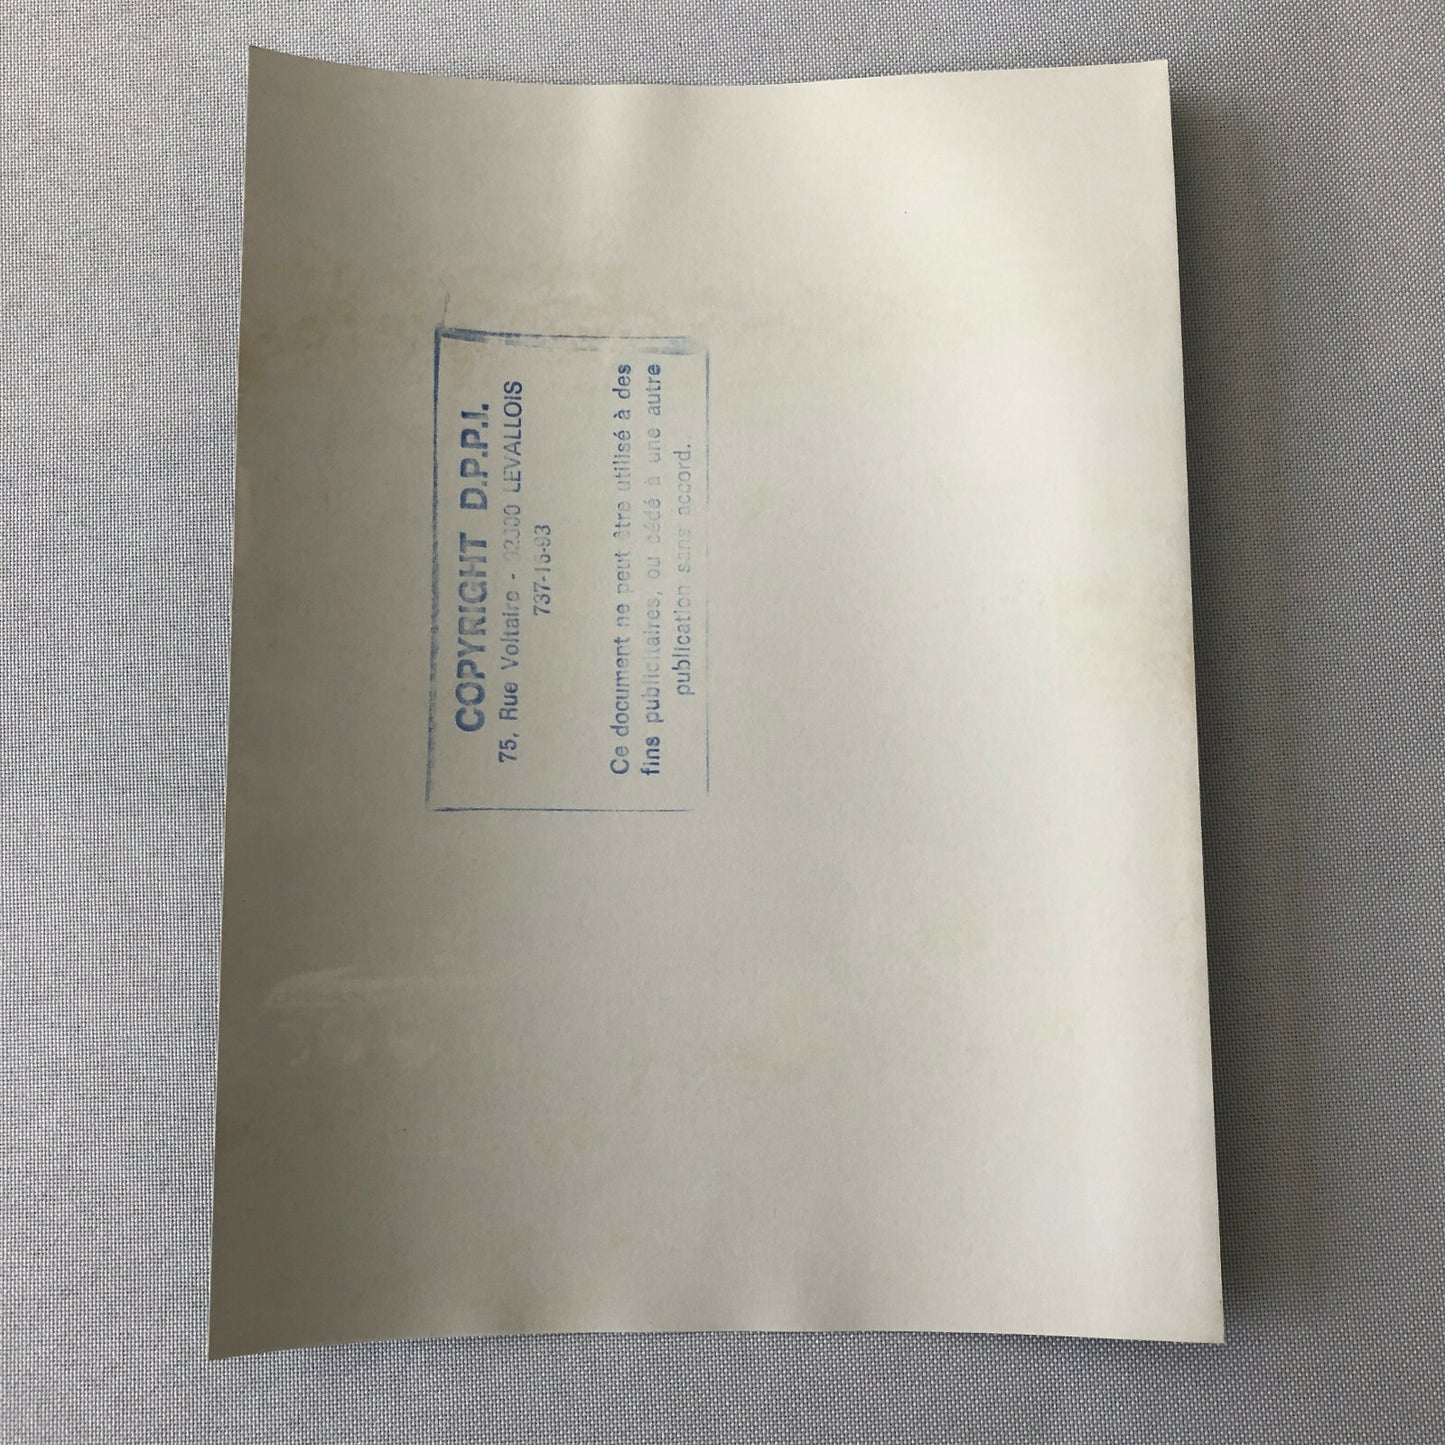 COPYRIGHT D.P.P.I.
75, Rue Voltaire - 92300 LEVALLOIS
737-16-93
Ce document ne peut être utilisé à des
fins publicitaires, ou cédé à une autre
publication sans accord.